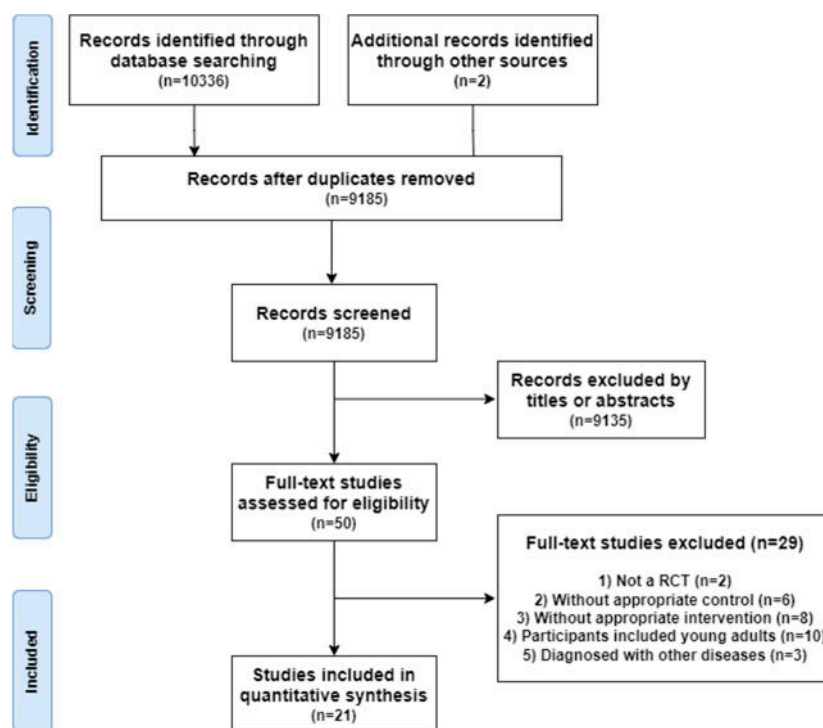 Identification
Records identified through
database searching
(n=10336)
Additional records identified
through other sources
(n=2)
Records after duplicates removed
(n=9185)
Screening
Records screened
(n=9185)
Records excluded by
titles or abstracts
(n=9135)
Eligibility
Full-text studies
assessed for eligibility
(n=50)
Full-text studies excluded (n=29)
1) Not a RCT (n=2)
2) Without appropriate control (n=6)
3) Without appropriate intervention (n=8)
4) Participants included young adults (n=10)
5) Diagnosed with other diseases (n=3)
Included
Studies included in
quantitative synthesis
(n=21)